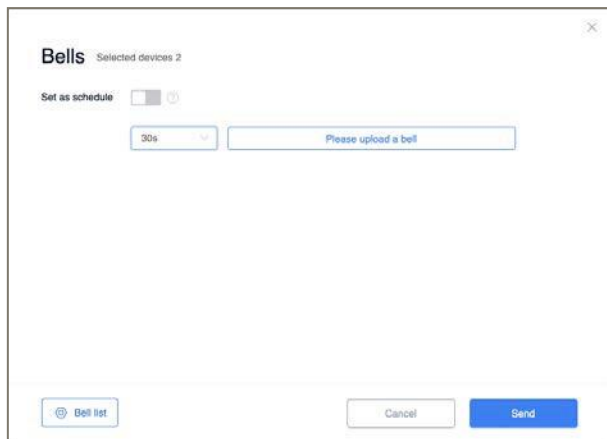 Bells Selected devices 2
Set as schedule
30s Please upload a bell
Bell list Cancel Send